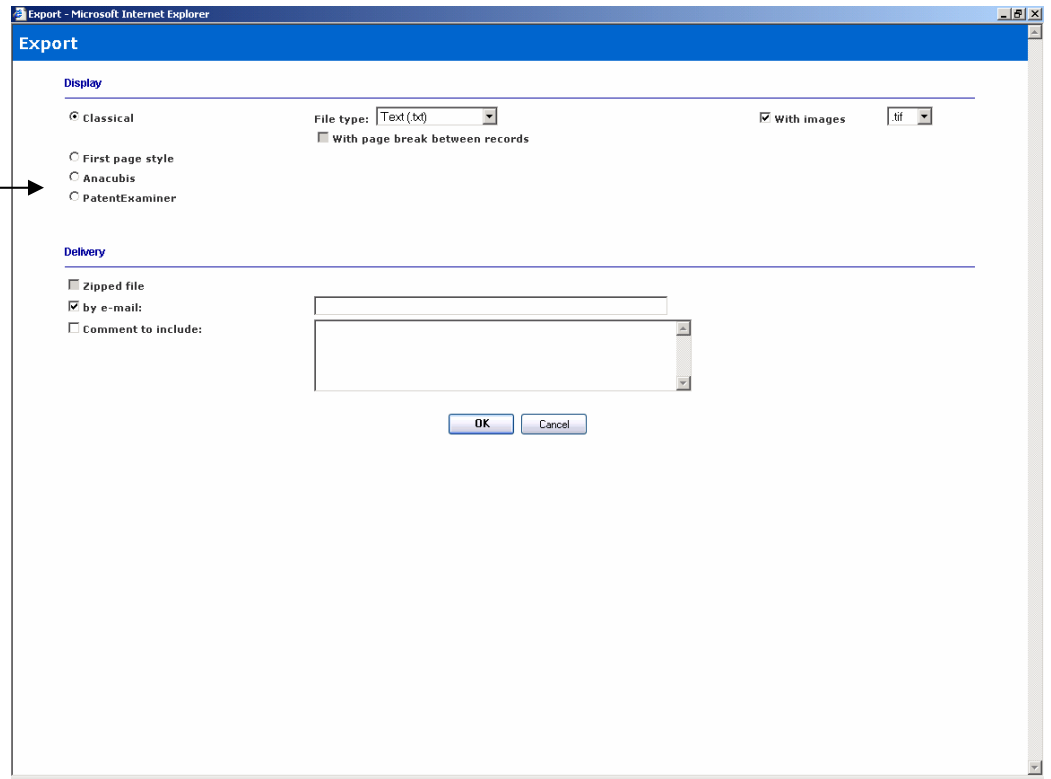 Export - Microsoft Internet Explorer
Export
Display
Classical File type: Text (.txt) With images .tif
With page break between records
First page style
Anacubis
PatentExaminer
Delivery
Zipped file
by e-mail:
Comment to include:
OK Cancel